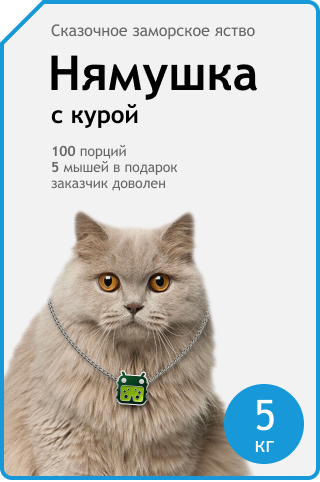 Сказочное заморское яство
Нямушка
с курой
100 порций
5 мышей в подарок
заказчик доволен
5
кг